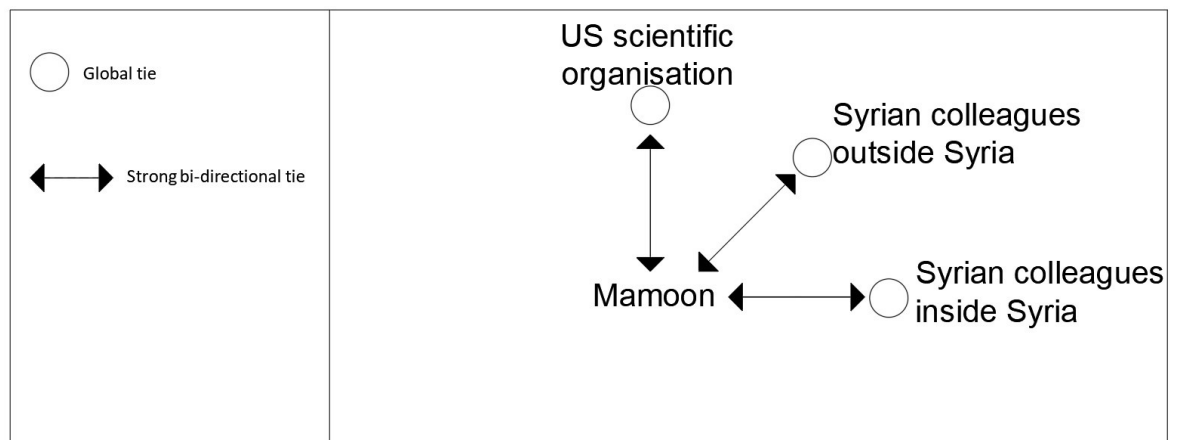 Global tie
Strong bi-directional tie
US scientific
organisation
Syrian colleagues
outside Syria
Mamoon
Syrian colleagues
inside Syria